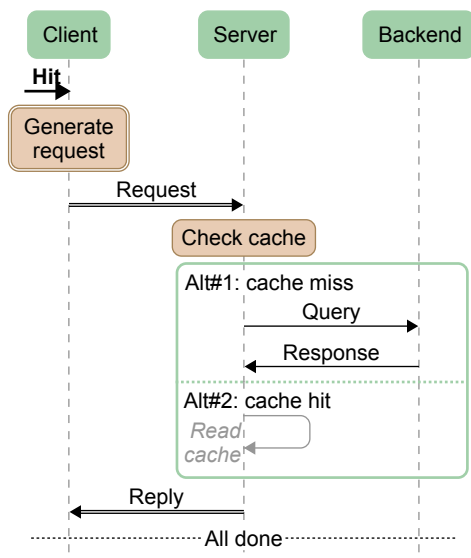 Client Server Backend
Hit
Generate
request
Request
Check cache
Alt#1: cache miss
Query
Response
Alt#2: cache hit
Read
cache
Reply
All done